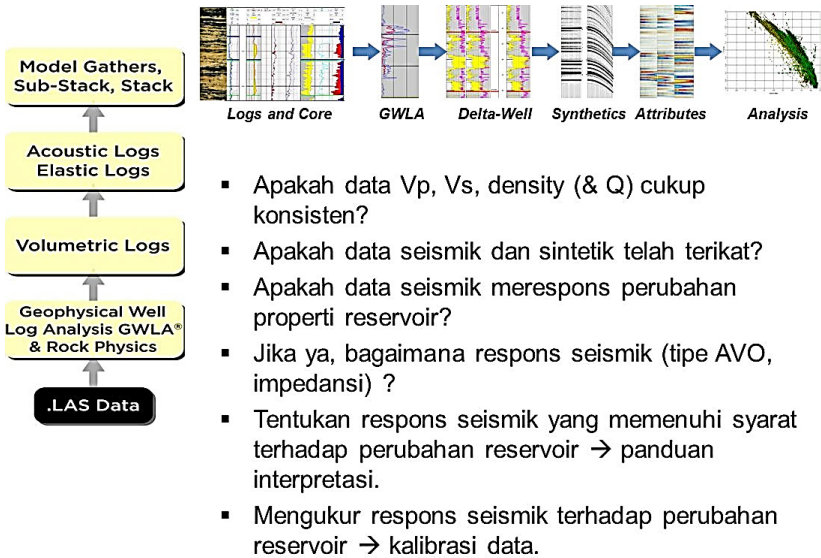 Model Gathers,
Sub-Stack, Stack
Acoustic Logs
Elastic Logs
Volumetric Logs
Geophysical Well
Log Analysis GWLA®
& Rock Physics
.LAS Data
Logs and Core
GWLA
Delta-Well
Synthetics
Attributes
Analysis
▪ Apakah data Vp, Vs, density (& Q) cukup
konsisten?
▪ Apakah data seismik dan sintetik telah terikat?
▪ Apakah data seismik merespons perubahan
properti reservoir?
▪ Jika ya, bagaimana respons seismik (tipe AVO,
impedansi) ?
▪ Tentukan respons seismik yang memenuhi syarat
terhadap perubahan reservoir → panduan
interpretasi.
▪ Mengukur respons seismik terhadap perubahan
reservoir → kalibrasi data.